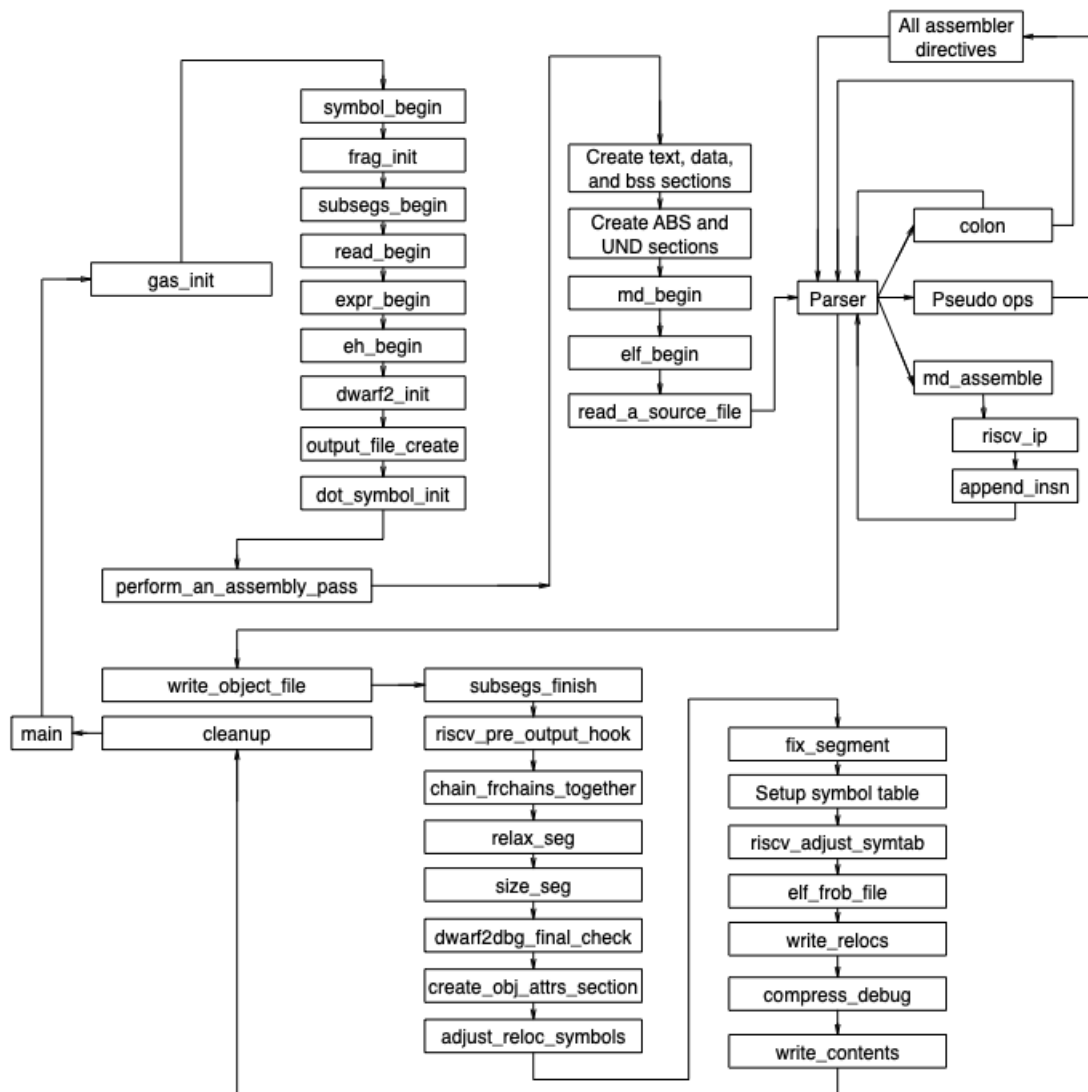 All assembler
directives
symbol_begin
frag_init
subsegs_begin
read_begin
gas_init
expr_begin
eh_begin
dwarf2_init
output_file_create
dot_symbol_init
perform_an_assembly_pass
Create text, data,
and bss sections
Create ABS and
UND sections
md_begin
elf_begin
read_a_source_file
Parser
colon
Pseudo ops
md_assemble
riscv_ip
append_insn
write_object_file
main
cleanup
subsegs_finish
riscv_pre_output_hook
chain_frchains_together
relax_seg
size_seg
dwarf2dbg_final_check
create_obj_attrs_section
adjust_reloc_symbols
fix_segment
Setup symbol table
riscv_adjust_symtab
elf_frob_file
write_relocs
compress_debug
write_contents